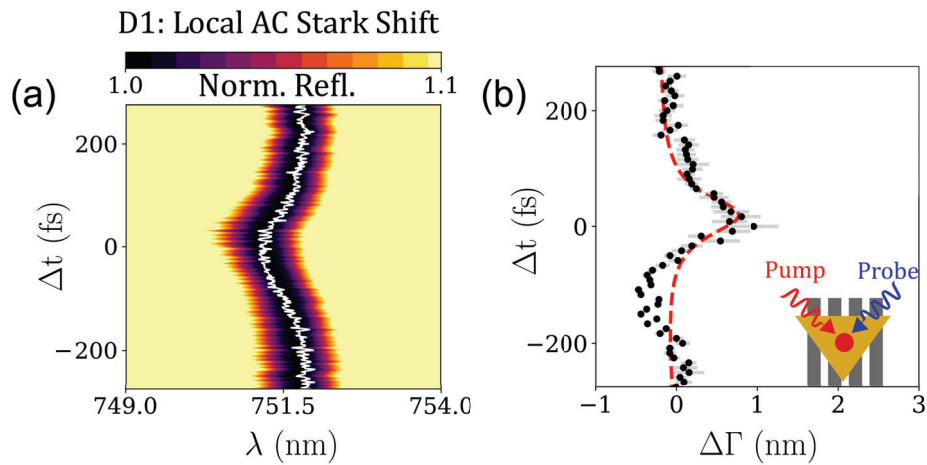 D1: Local AC Stark Shift
1.0 Norm. Refl. 1.1
(a)
Δt (fs)
200
0
−200
749.0 751.5 754.0
λ (nm)
(b)
Δt (fs)
200
0
−200
Pump Probe
−1 0 1 2 3
ΔΓ (nm)